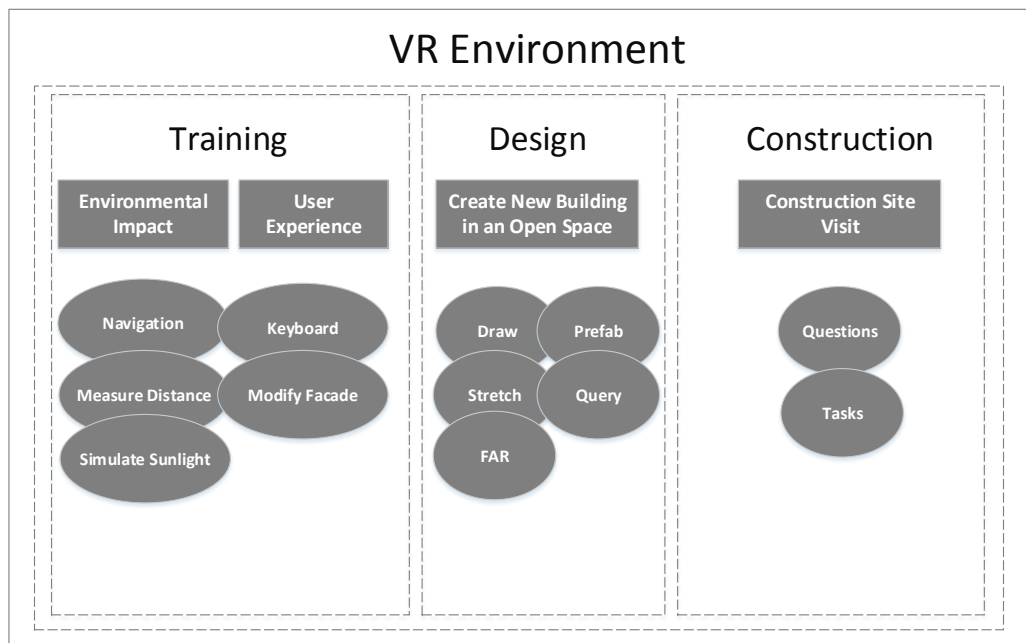 VR Environment
Training
Environmental
Impact
User
Experience
Navigation
Keyboard
Measure Distance
Modify Facade
Simulate Sunlight
Design
Create New Building
in an Open Space
Draw
Prefab
Stretch
Query
FAR
Construction
Construction Site
Visit
Questions
Tasks